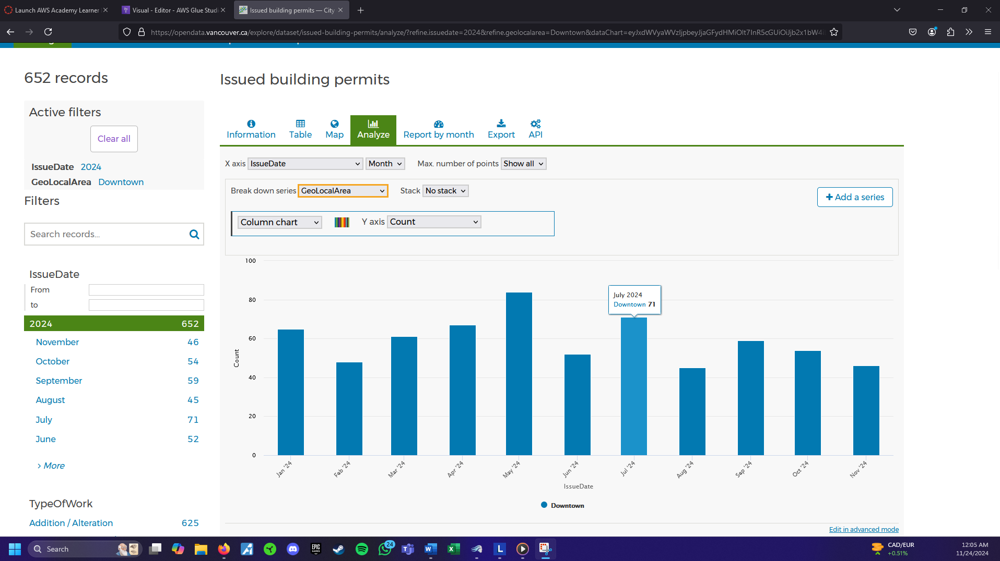 Launch AWS Academy Learner
Visual - Editor - AWS Glue Studi
Issued building permits — City
https://opendata.vancouver.ca/explore/dataset/issued-building-permits/analyze/?refine.issuedate=2024&refine.geolocalarea=Downtown&dataChart=
652 records
Active filters
Clear all
IssueDate 2024
GeoLocalArea Downtown
Filters
Search records...
IssueDate
From
to
2024 652
November 46
October 54
September 59
August 45
July 71
June 52
> More
TypeOfWork
Addition / Alteration 625
Issued building permits
Information
Table
Map
Analyze
Report by month
Export
API
X axis IssueDate Month Max. number of points Show all
Break down series GeoLocalArea Stack No stack
+ Add a series
Column chart Y axis Count
100
80
60
40
20
0
Count
July 2024
Downtown 71
Jan '24
Feb '24
Mar '24
Apr '24
May '24
Jun '24
Jul '24
Aug '24
Sep '24
Oct '24
Nov '24
IssueDate
Downtown
Edit in advanced mode
Search
EPIC
GAMES
24
L
CAD/EUR
+0.51%
12:05 AM
11/24/2024